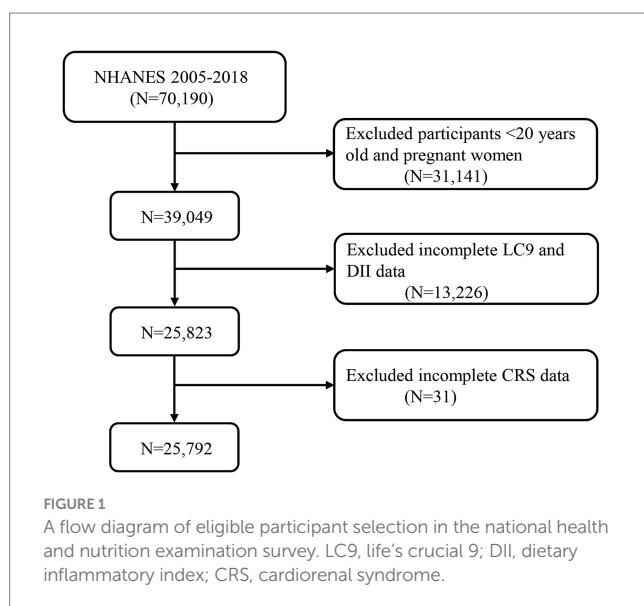 NHANES 2005-2018
(N=70,190)
Excluded participants <20 years
old and pregnant women
(N=31,141)
N=39,049
Excluded incomplete LC9 and
DII data
(N=13,226)
N=25,823
Excluded incomplete CRS data
(N=31)
N=25,792
FIGURE 1
A flow diagram of eligible participant selection in the national health
and nutrition examination survey. LC9, life's crucial 9; DII, dietary
inflammatory index; CRS, cardiorenal syndrome.